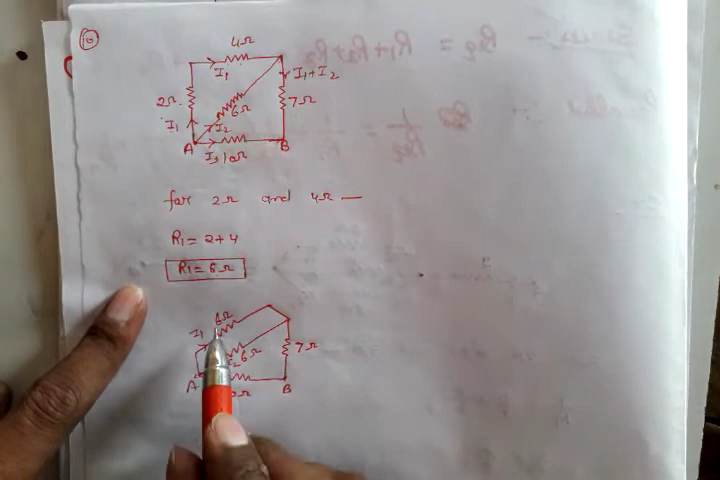 10
4Ω
I1
I1+I2
2Ω
6Ω
7Ω
I1
I2
A
B
I3 10Ω
for 2Ω and 4Ω —
R1 = 2+4
R1 = 6Ω
6Ω
I1
6Ω
7Ω
A
B